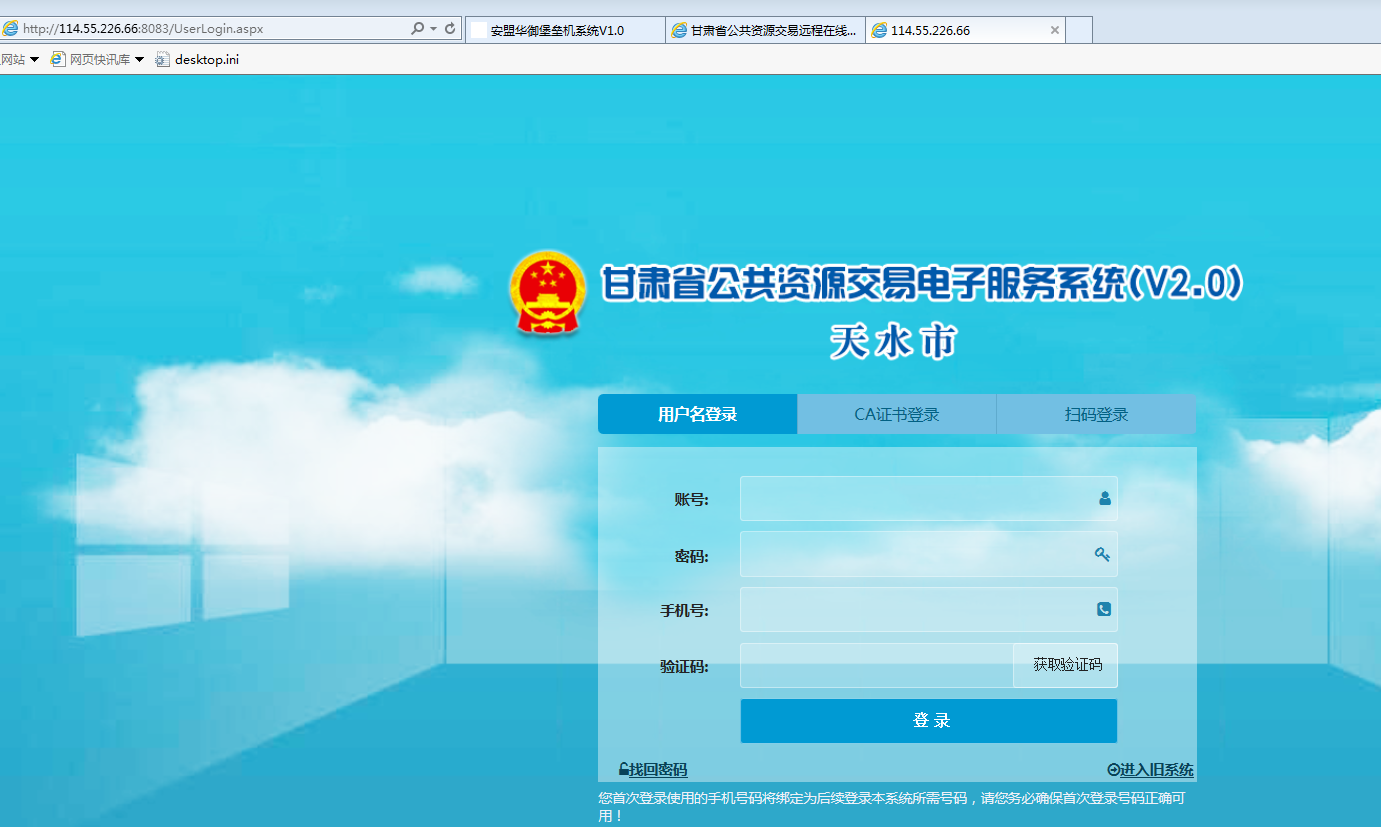 http://114.55.226.66:8083/UserLogin.aspx
安盟华御堡垒机系统V1.0
甘肃省公共资源交易远程在线...
114.55.226.66
网站
网页快讯库
desktop.ini
甘肃省公共资源交易电子服务系统(V2.0)
天水市
用户名登录
CA证书登录
扫码登录
账号:
密码:
手机号:
验证码:
获取验证码
登 录
找回密码
进入旧系统
您首次登录使用的手机号码将绑定为后续登录本系统所需号码，请您务必确保首次登录号码正确可
用！